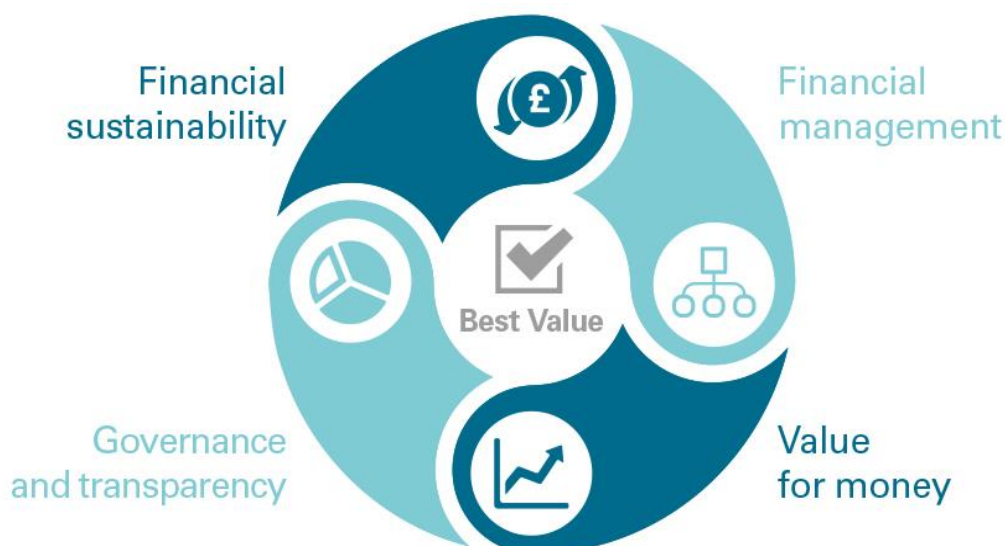 Financial
sustainability
£
Financial
management
Best Value
Governance
and transparency
Value
for money